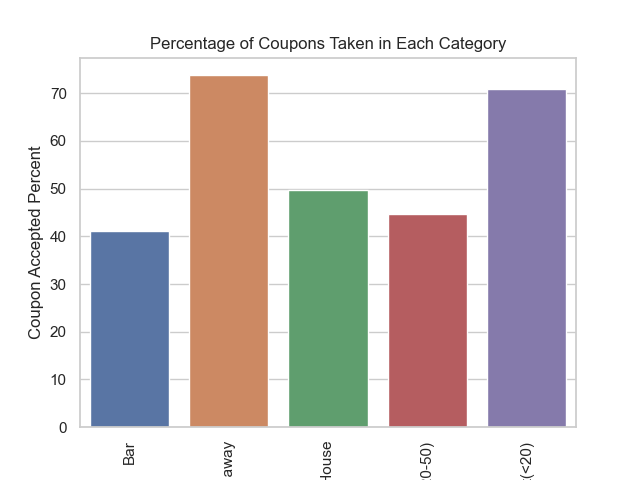 Percentage of Coupons Taken in Each Category
Coupon Accepted Percent
70
60
50
40
30
20
10
0
Bar
away
House
0-50)
(<20)